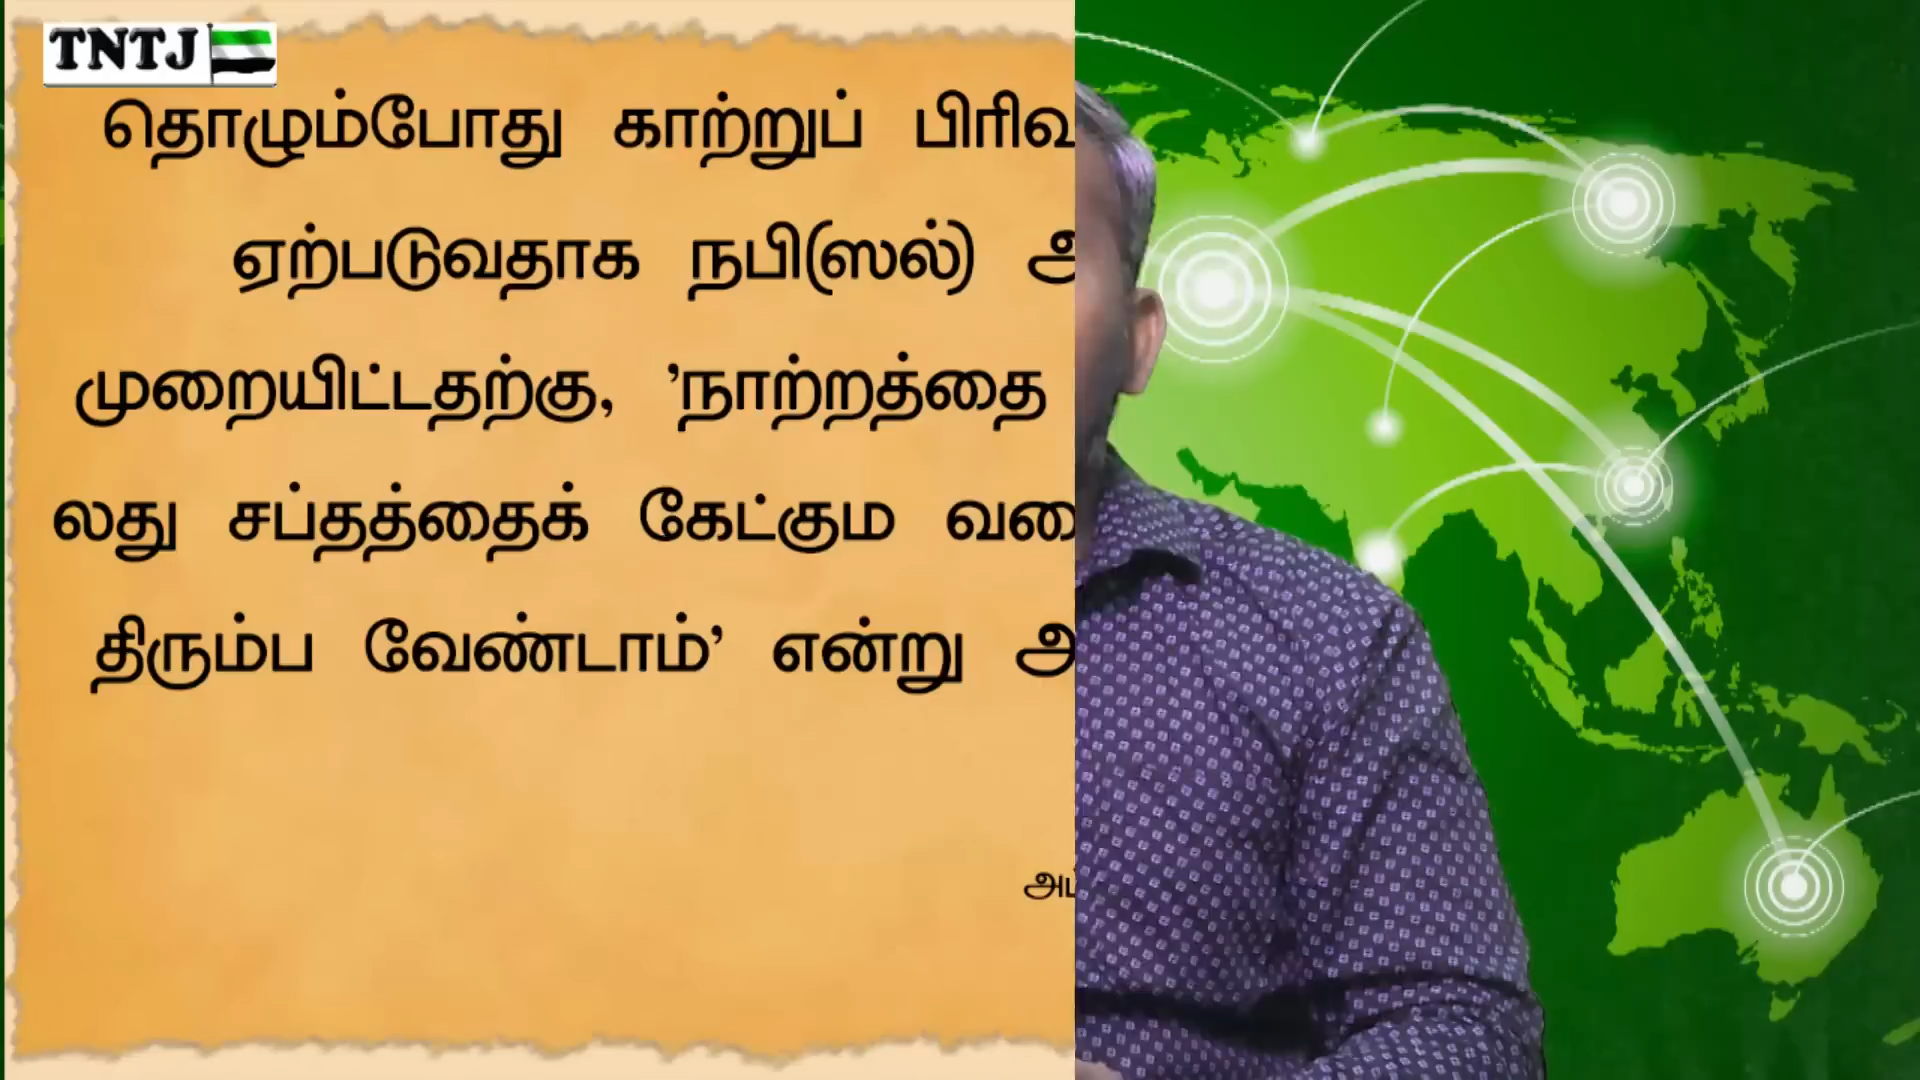 TNTJ
தொழும்போது காற்றுப்
ஏற்படுவதாக நபி(ஸல்)
முறையிட்டதற்கு, 'நாற்றத்தை
லது சப்தத்தைக் கேட்கும
திரும்ப வேண்டாம்' என்று